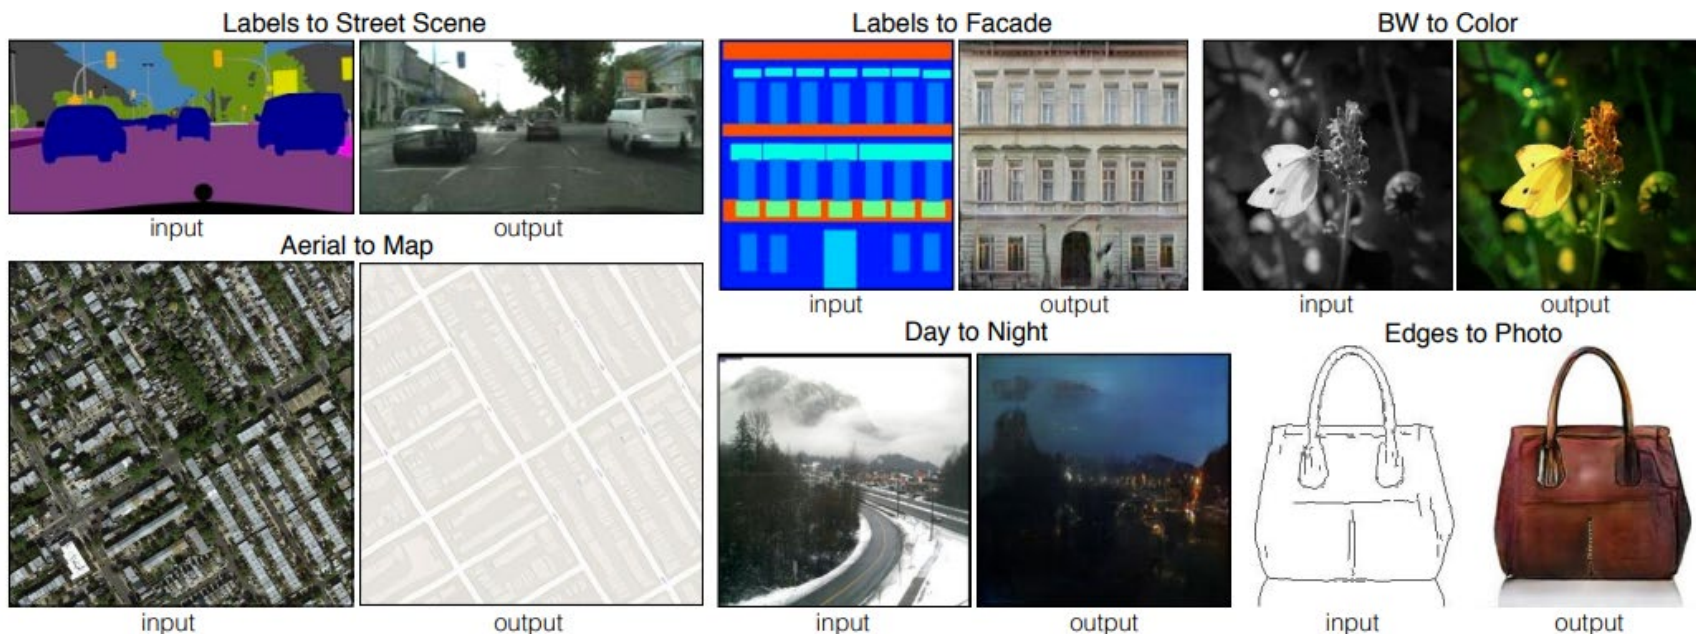 Labels to Street Scene
input
output
Aerial to Map
input
output
Labels to Facade
input
output
BW to Color
input
output
Day to Night
input
output
Edges to Photo
input
output